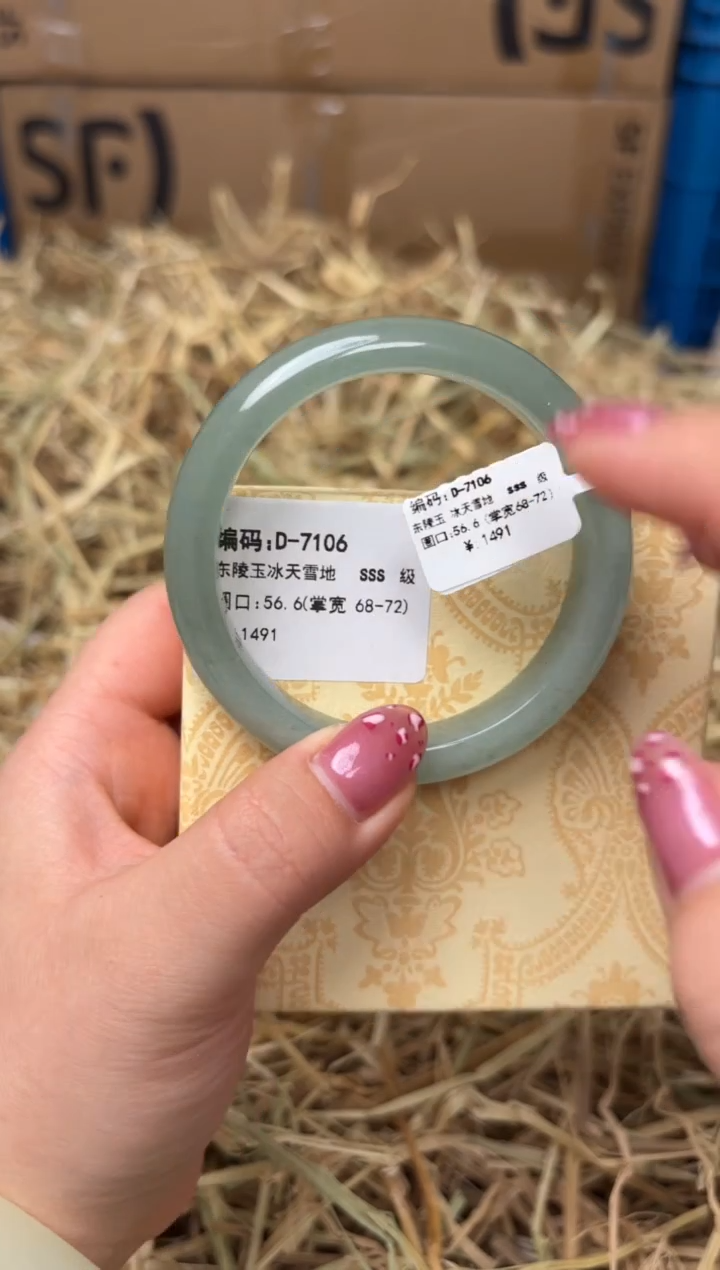 SF
编码:D-7106
东陵玉冰天雪地 SSS 级
圈口:56.6(掌宽 68-72)
1491
编码:D-7106
东陵玉 冰天雪地 SSS 级
圈口:56.6(掌宽68-72)
¥.1491